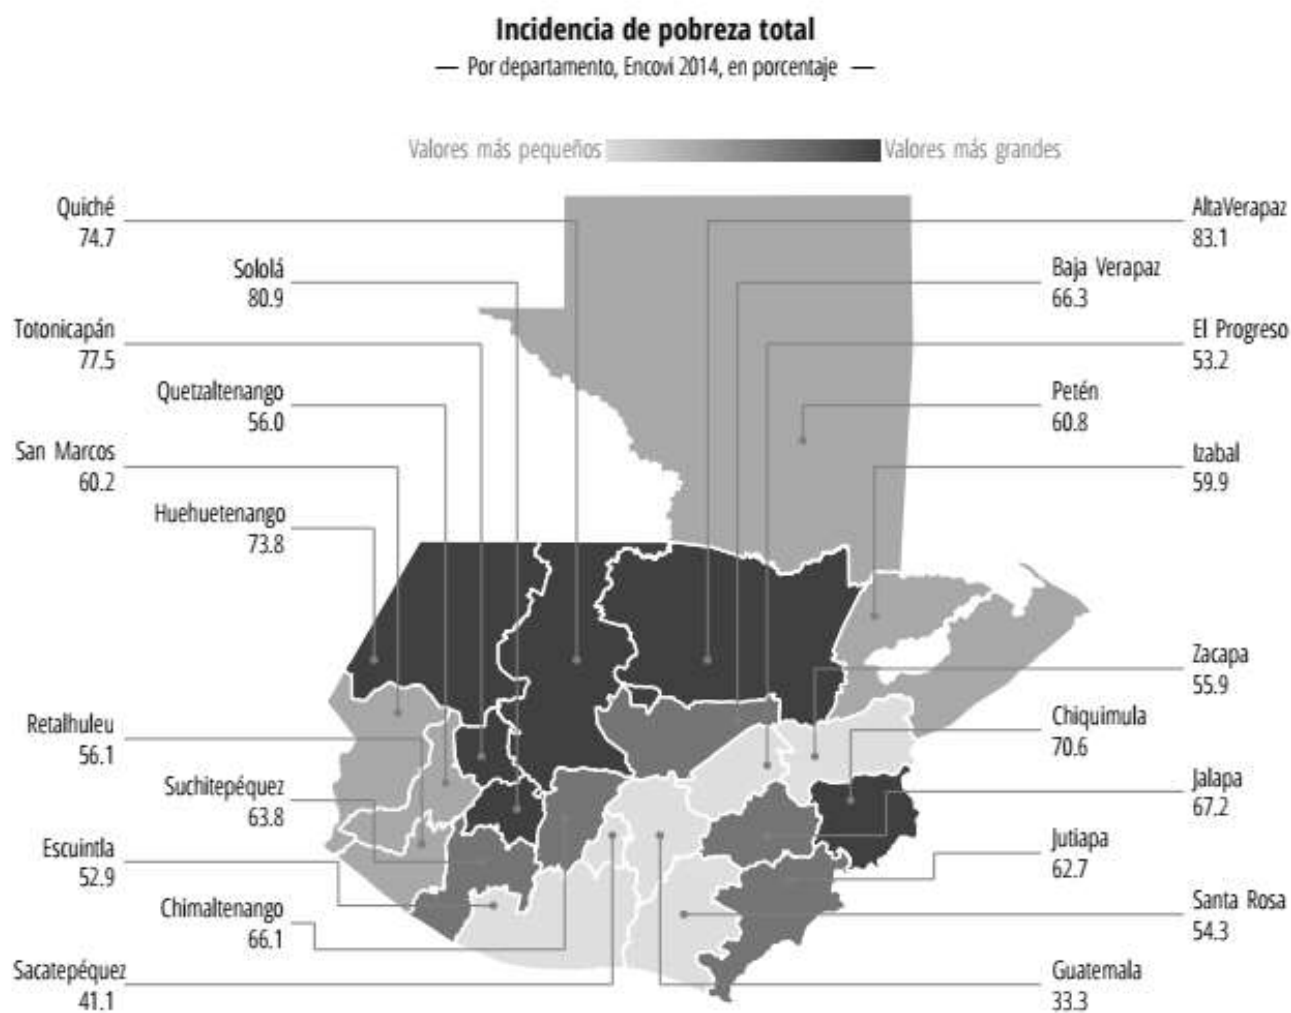 Incidencia de pobreza total
— Por departamento, Encovi 2014, en porcentaje —
Valores más pequeños
Valores más grandes
Quiché
74.7
Sololá
80.9
Totonicapán
77.5
Quetzaltenango
56.0
San Marcos
60.2
Huehuetenango
73.8
Retalhuleu
56.1
Suchitepéquez
63.8
Escuintla
52.9
Chimaltenango
66.1
Sacatepéquez
41.1
AltaVerapaz
83.1
Baja Verapaz
66.3
El Progreso
53.2
Petén
60.8
Izabal
59.9
Zacapa
55.9
Chiquimula
70.6
Jalapa
67.2
Jutiapa
62.7
Santa Rosa
54.3
Guatemala
33.3